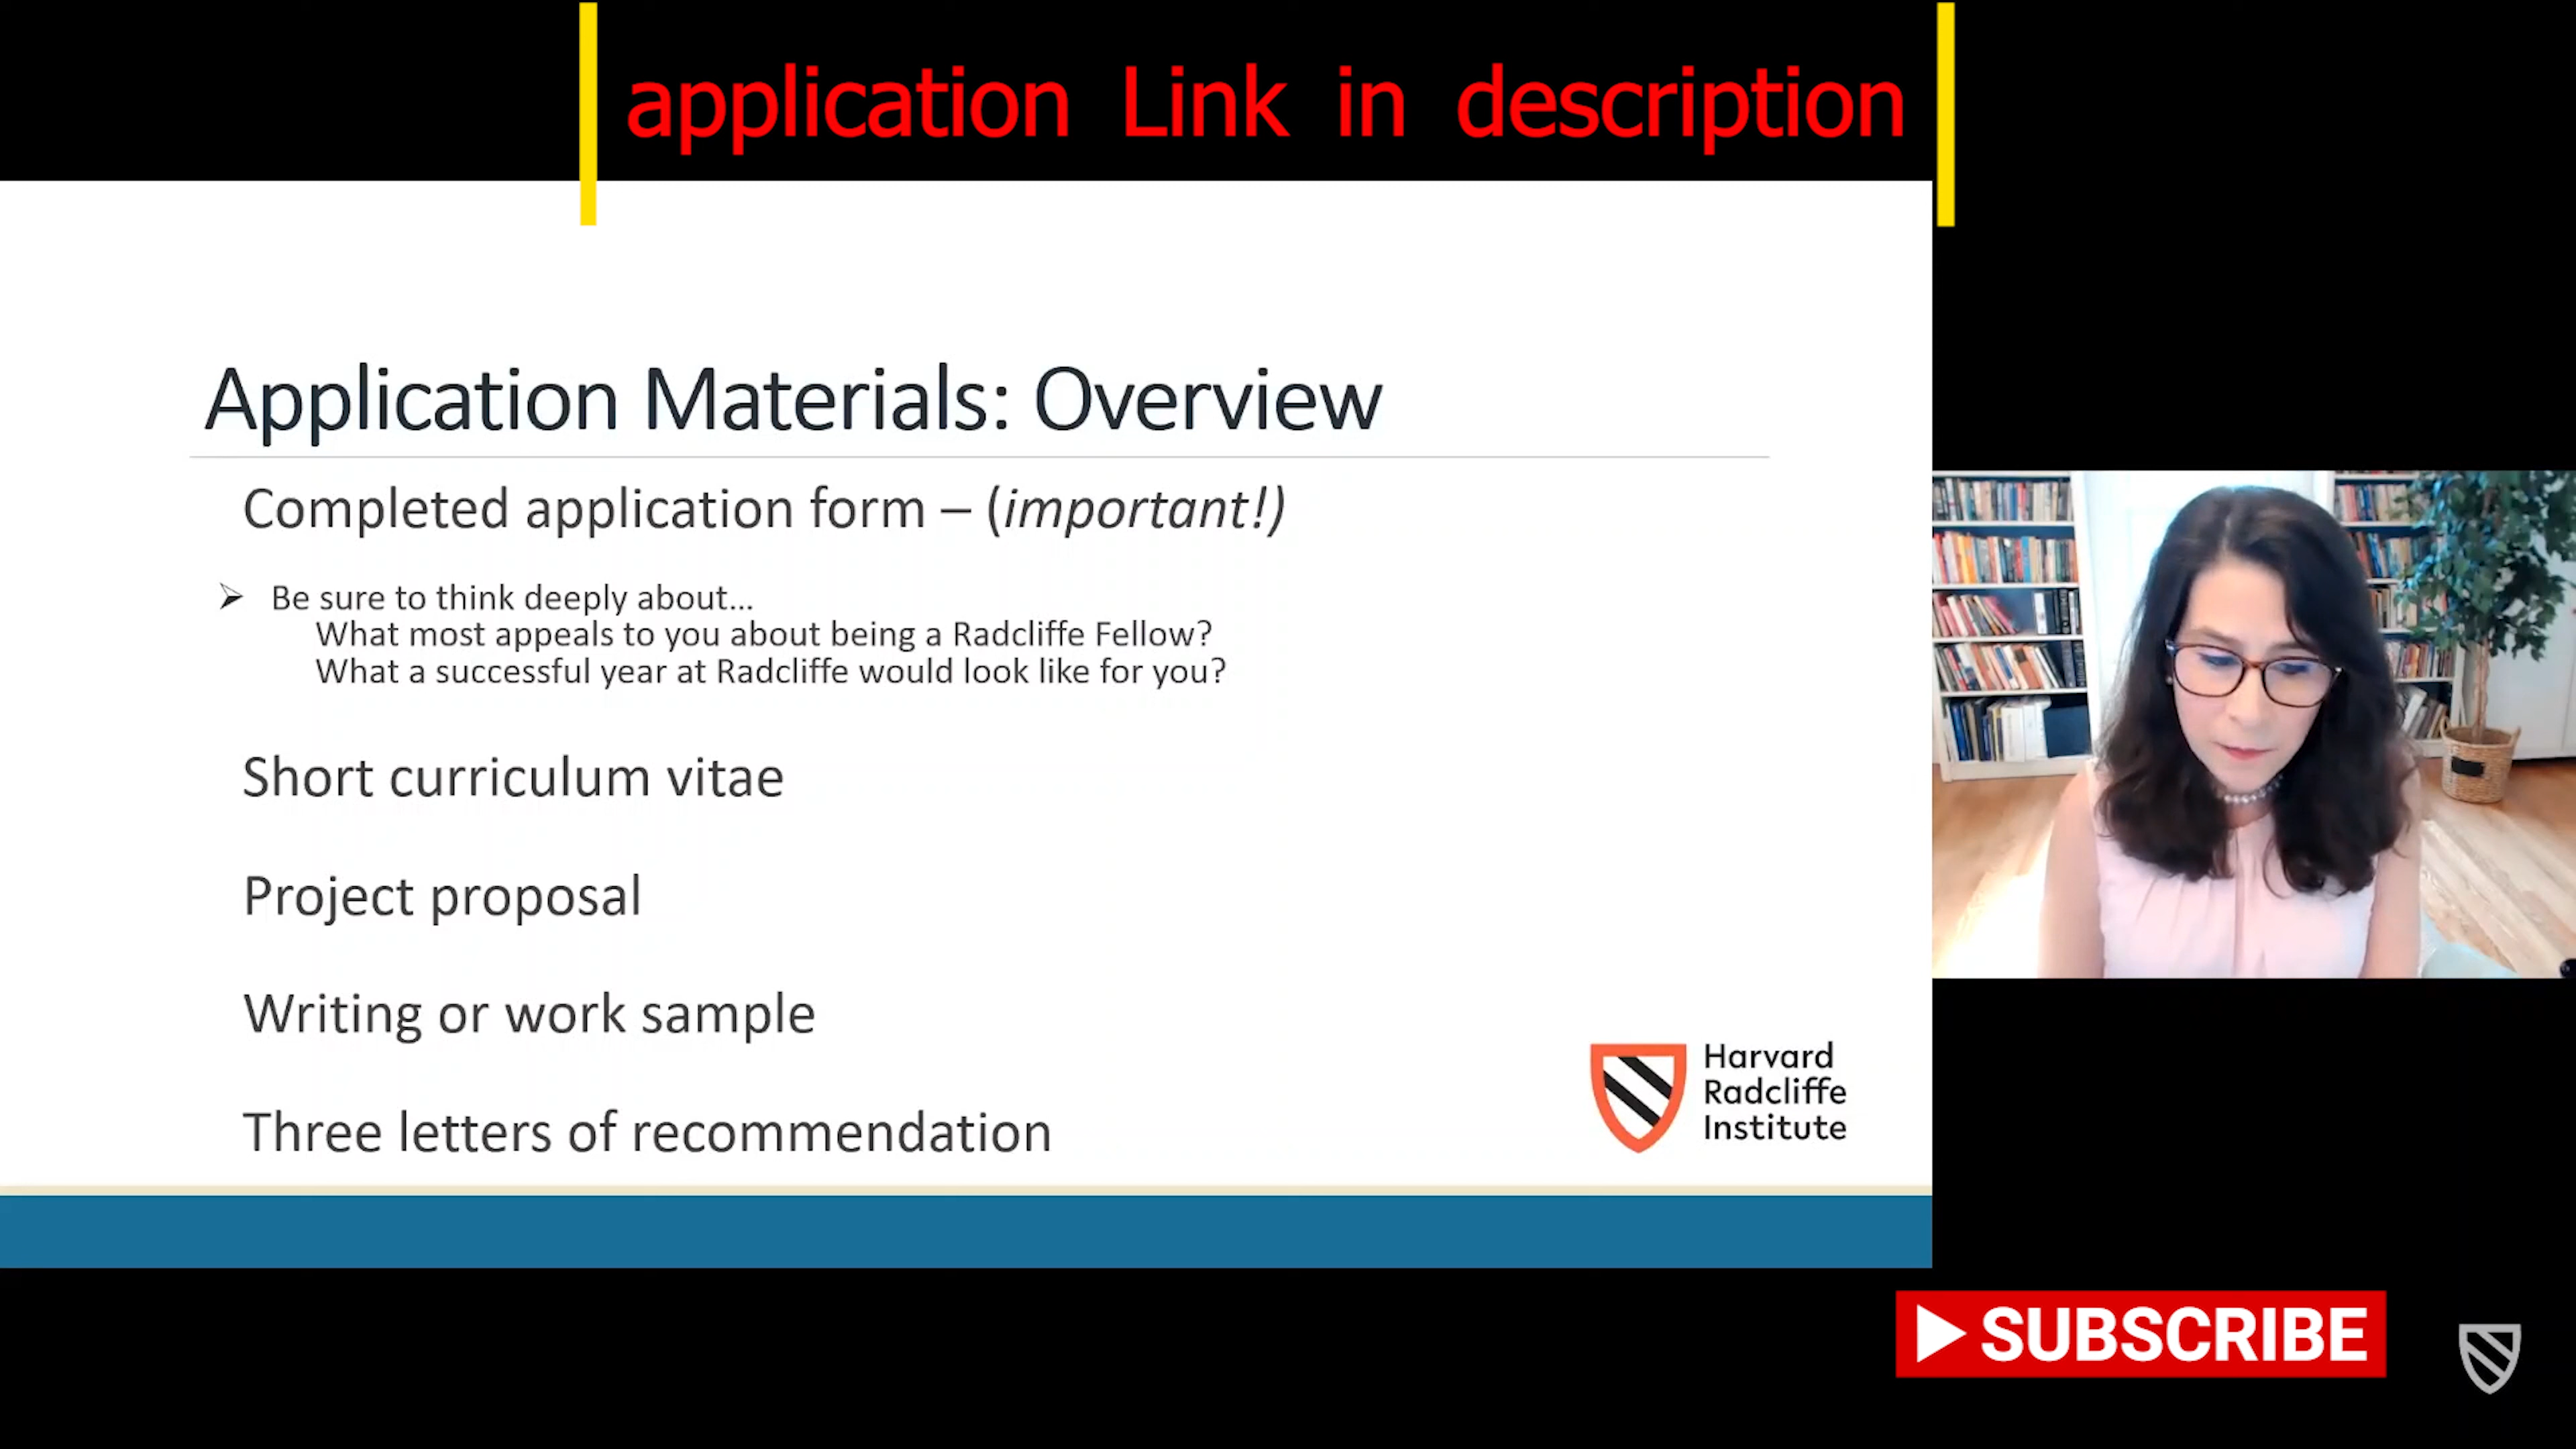 application Link in description
Application Materials: Overview
Completed application form – (important!)
➢ Be sure to think deeply about...
What most appeals to you about being a Radcliffe Fellow?
What a successful year at Radcliffe would look like for you?
Short curriculum vitae
Project proposal
Writing or work sample
Three letters of recommendation
Harvard
Radcliffe
Institute
SUBSCRIBE